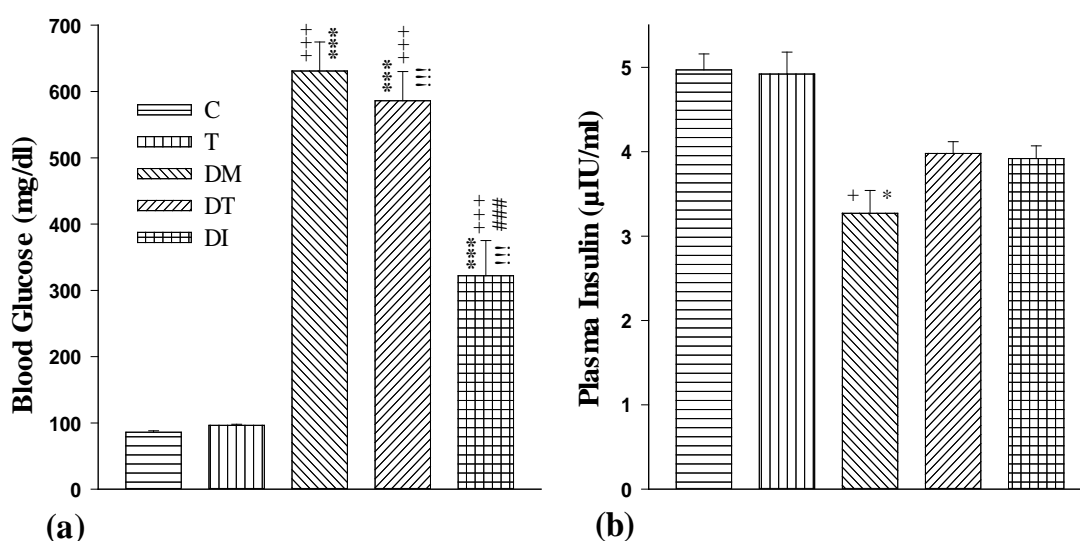 700
600
500
400
300
200
100
0
Blood Glucose (mg/dl)
C
T
DM
DT
DI
+++
***
***
+++
!!!
***
+++
###
!!!
(a)
5
4
3
2
1
0
Plasma Insulin (µIU/ml)
+ *
(b)